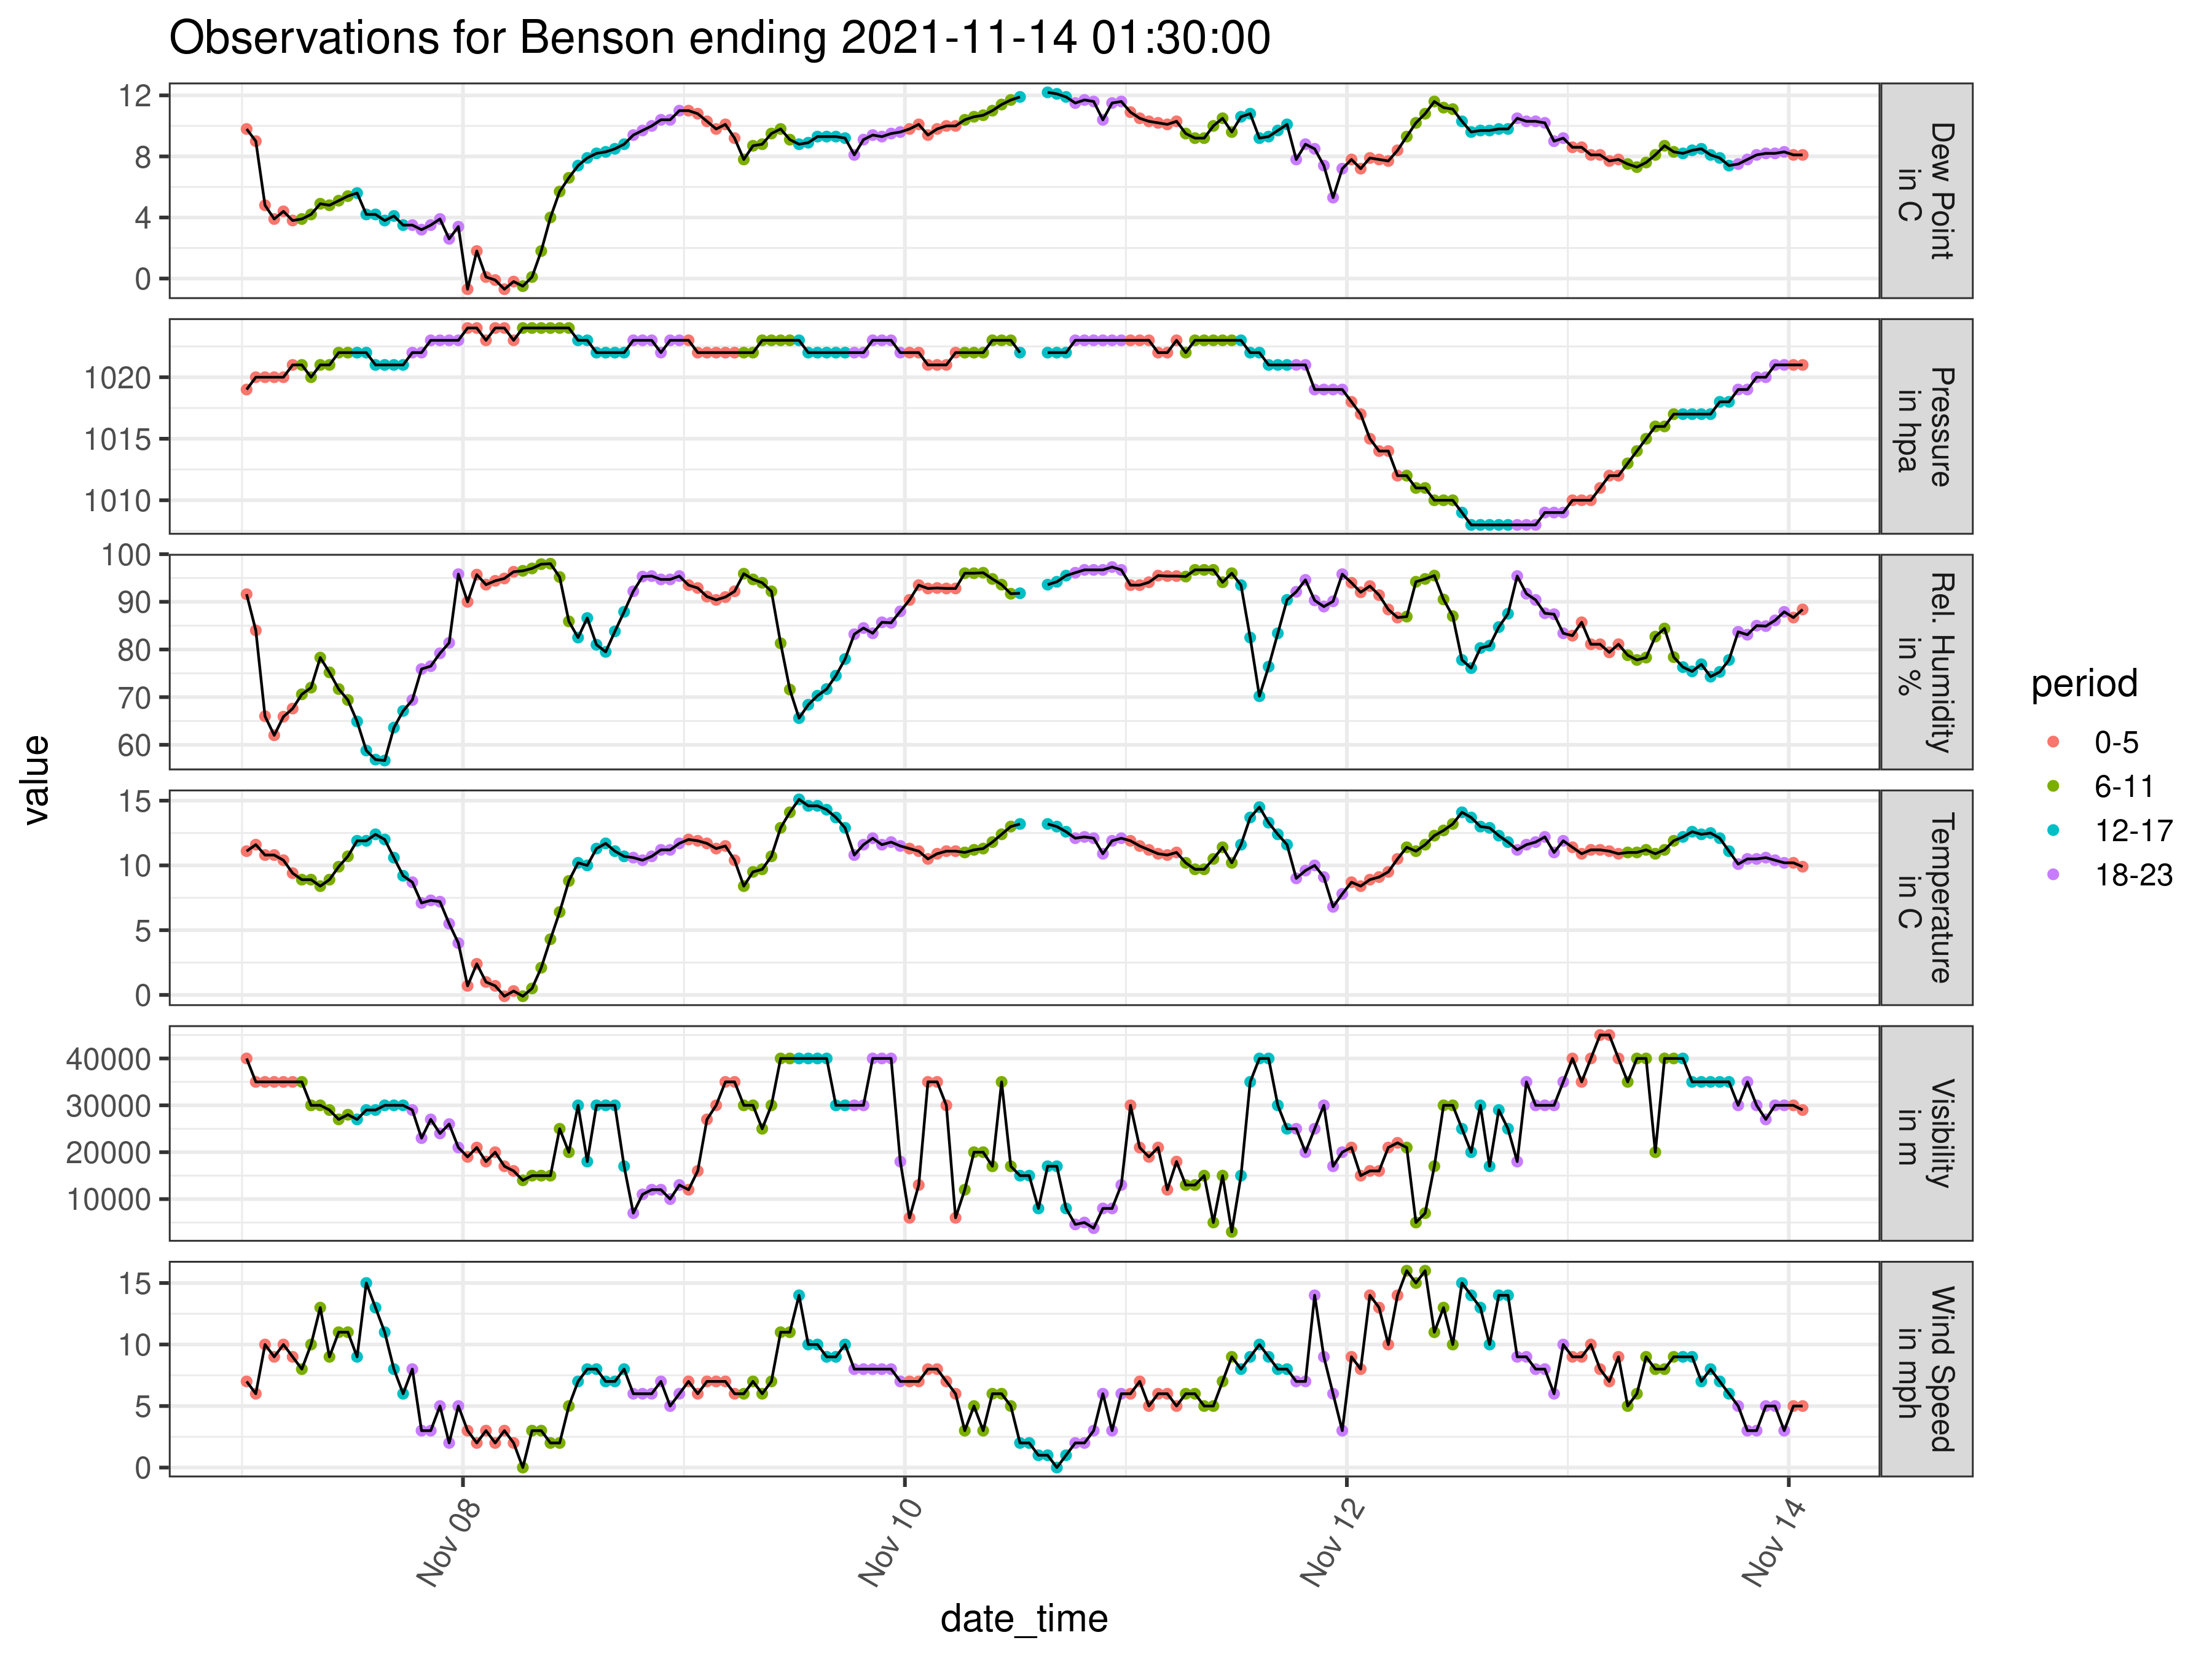 Observations for Benson ending 2021-11-14 01:30:00
12
8
4
0
Dew Point
in C
1020
1015
1010
Pressure
in hpa
100
90
80
70
60
Rel. Humidity
in %
15
10
5
0
Temperature
in C
40000
30000
20000
10000
Visibility
in m
15
10
5
0
Wind Speed
in mph
Nov 08
Nov 10
Nov 12
Nov 14
date_time
value
period
0-5
6-11
12-17
18-23